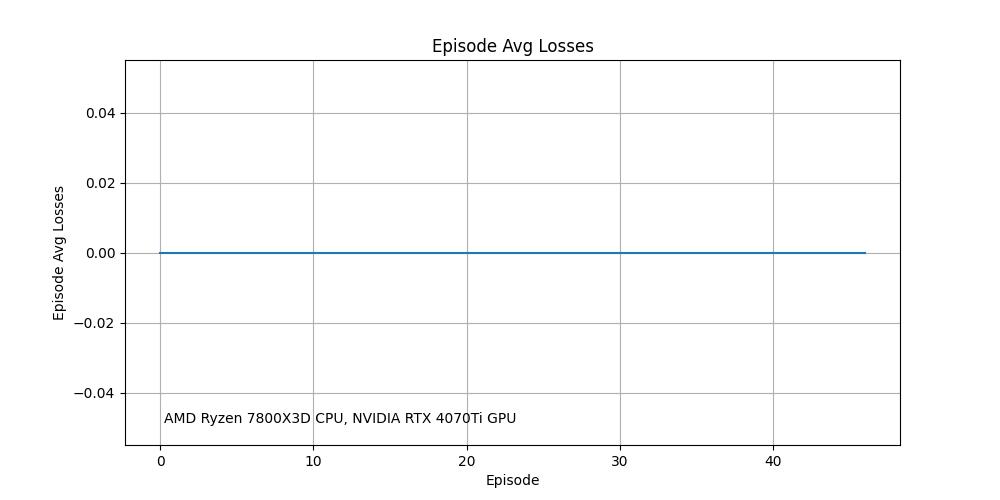 Episode Avg Losses
Episode Avg Losses
0.04
0.02
0.00
−0.02
−0.04
AMD Ryzen 7800X3D CPU, NVIDIA RTX 4070Ti GPU
0 10 20 30 40
Episode